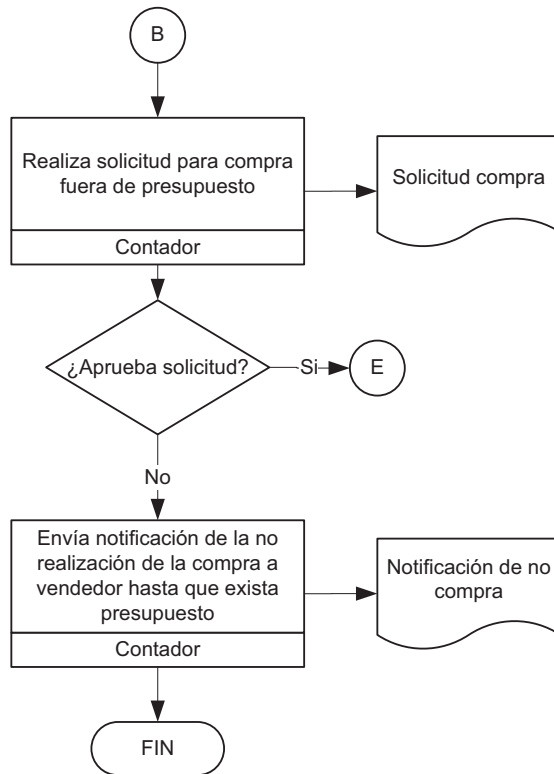 B
Realiza solicitud para compra
fuera de presupuesto
Solicitud compra
Contador
¿Aprueba solicitud?
Si
E
No
Envía notificación de la no
realización de la compra a
vendedor hasta que exista
presupuesto
Notificación de no
compra
Contador
FIN